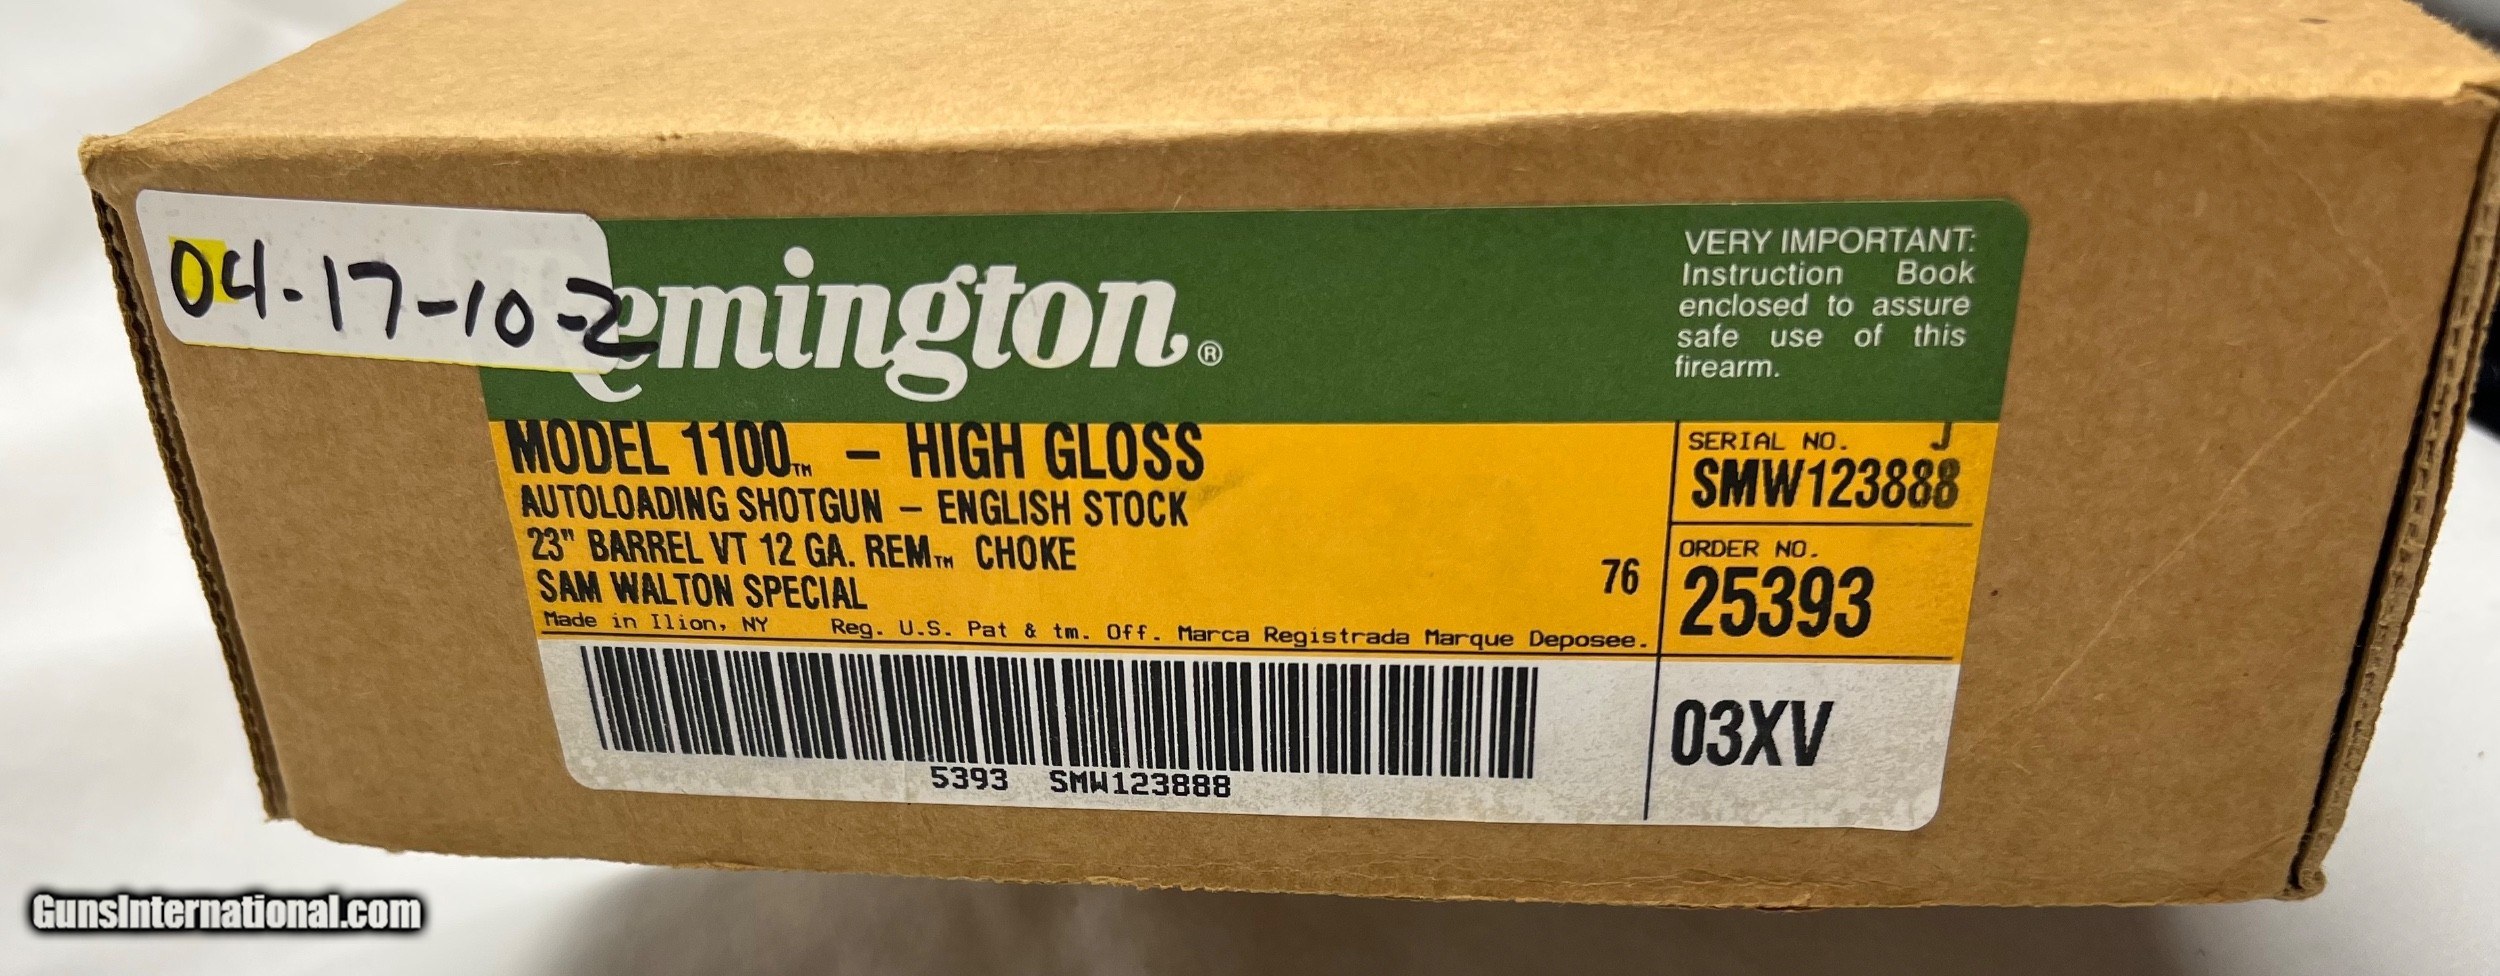 04-17-10-2
Remington®
VERY IMPORTANT:
Instruction Book
enclosed to assure
safe use of this
firearm.
MODEL 1100™ – HIGH GLOSS
AUTOLOADING SHOTGUN – ENGLISH STOCK
23" BARREL VT 12 GA. REM™ CHOKE
SAM WALTON SPECIAL
76
Made in Ilion, NY Reg. U.S. Pat & tm. Off. Marca Registrada Marque Deposee.
SERIAL NO. J
SMW123888
ORDER NO.
25393
03XV
5393 SMW123888
GunsInternational.com